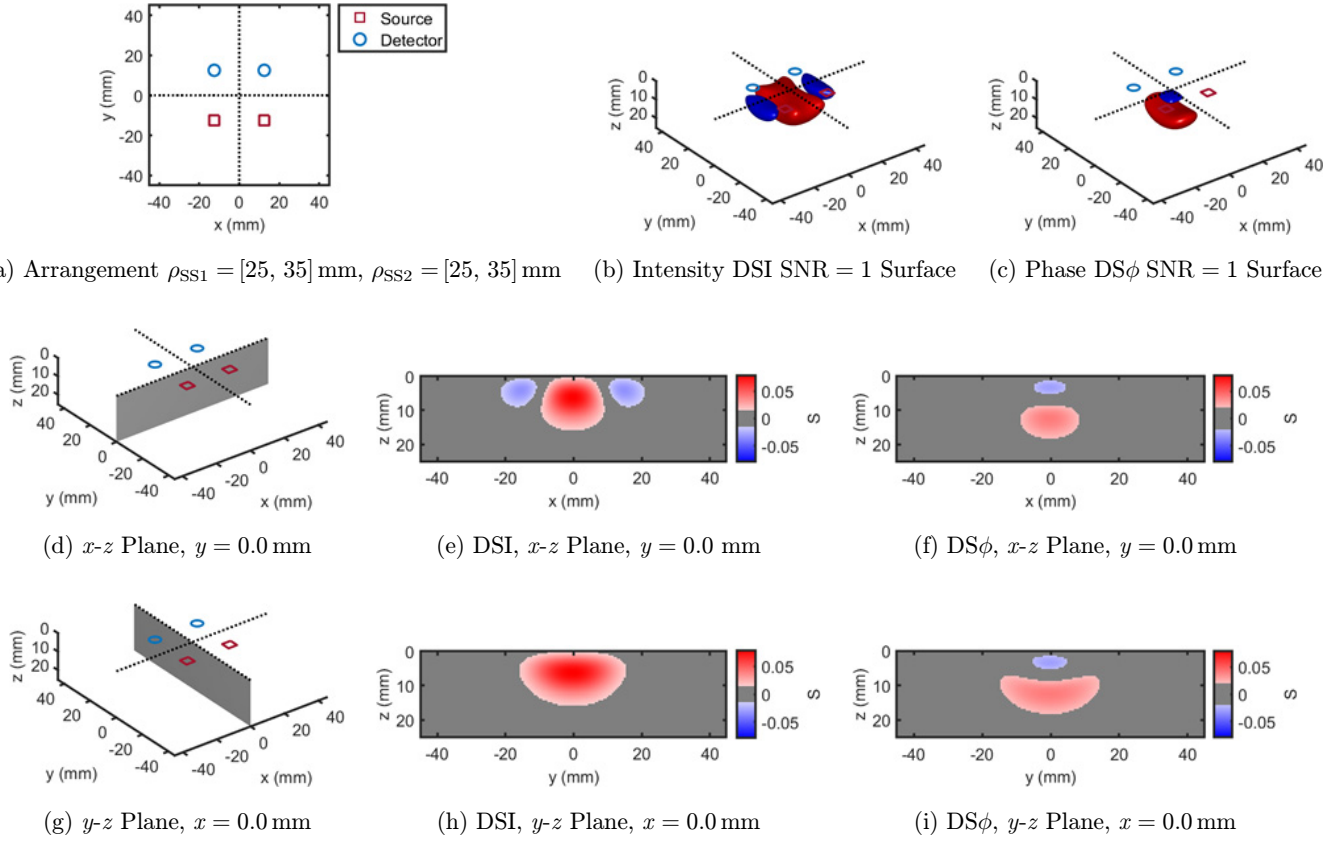 40
20
0
-20
-40
y (mm)
-40 -20 0 20 40
x (mm)
Source
Detector
0
10
20
z (mm)
40
20
0
-20
-40
y (mm)
-40
-20
0
20
40
x (mm)
0
10
20
z (mm)
40
20
0
-20
-40
y (mm)
-40
-20
0
20
40
x (mm)
a) Arrangement ρSS1 = [25, 35] mm, ρSS2 = [25, 35] mm
(b) Intensity DSI SNR = 1 Surface
(c) Phase DSϕ SNR = 1 Surface
0
10
20
z (mm)
40
20
0
-20
-40
y (mm)
-40
-20
0
20
40
x (mm)
0
10
20
z (mm)
-40 -20 0 20 40
x (mm)
0.05
0
-0.05
S
0
10
20
z (mm)
-40 -20 0 20 40
x (mm)
0.05
0
-0.05
S
(d) x-z Plane, y = 0.0 mm
(e) DSI, x-z Plane, y = 0.0 mm
(f) DSϕ, x-z Plane, y = 0.0 mm
0
10
20
z (mm)
40
20
0
-20
-40
y (mm)
-40
-20
0
20
40
x (mm)
0
10
20
z (mm)
-40 -20 0 20 40
y (mm)
0.05
0
-0.05
S
0
10
20
z (mm)
-40 -20 0 20 40
y (mm)
0.05
0
-0.05
S
(g) y-z Plane, x = 0.0 mm
(h) DSI, y-z Plane, x = 0.0 mm
(i) DSϕ, y-z Plane, x = 0.0 mm